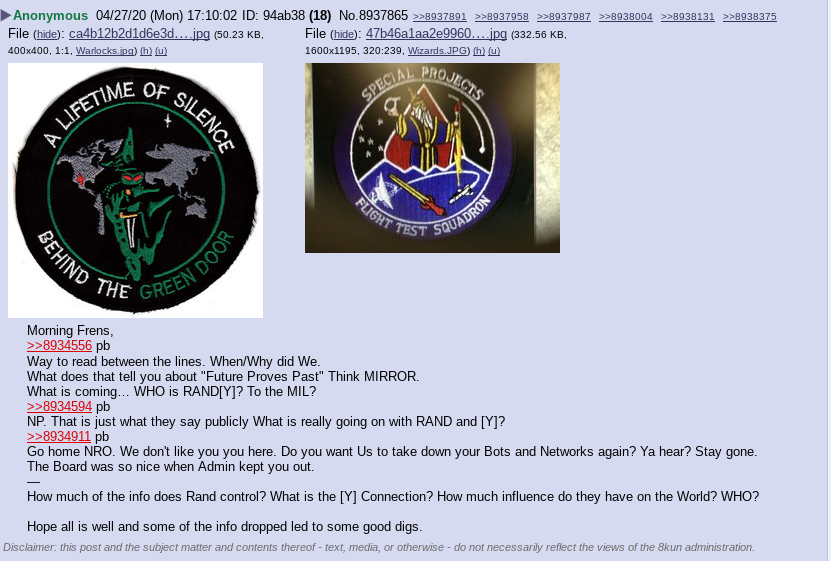 ▶Anonymous 04/27/20 (Mon) 17:10:02 ID: 94ab38 (18) No.8937865 >>8937891 >>8937958 >>8937987 >>8938004 >>8938131 >>8938375
File (hide): ca4b12b2d1d6e3d….jpg (50.23 KB, 400x400, 1:1, Warlocks.jpg) (h) (u)
File (hide): 47b46a1aa2e9960….jpg (332.56 KB, 1600x1195, 320:239, Wizards.JPG) (h) (u)
A LIFETIME OF SILENCE
BEHIND THE GREEN DOOR
SPECIAL PROJECTS
FLIGHT TEST SQUADRON
Morning Frens,
>>8934556 pb
Way to read between the lines. When/Why did We.
What does that tell you about "Future Proves Past" Think MIRROR.
What is coming… WHO is RAND[Y]? To the MIL?
>>8934594 pb
NP. That is just what they say publicly What is really going on with RAND and [Y]?
>>8934911 pb
Go home NRO. We don't like you you here. Do you want Us to take down your Bots and Networks again? Ya hear? Stay gone.
The Board was so nice when Admin kept you out.
—
How much of the info does Rand control? What is the [Y] Connection? How much influence do they have on the World? WHO?
Hope all is well and some of the info dropped led to some good digs.
Disclaimer: this post and the subject matter and contents thereof - text, media, or otherwise - do not necessarily reflect the views of the 8kun administration.